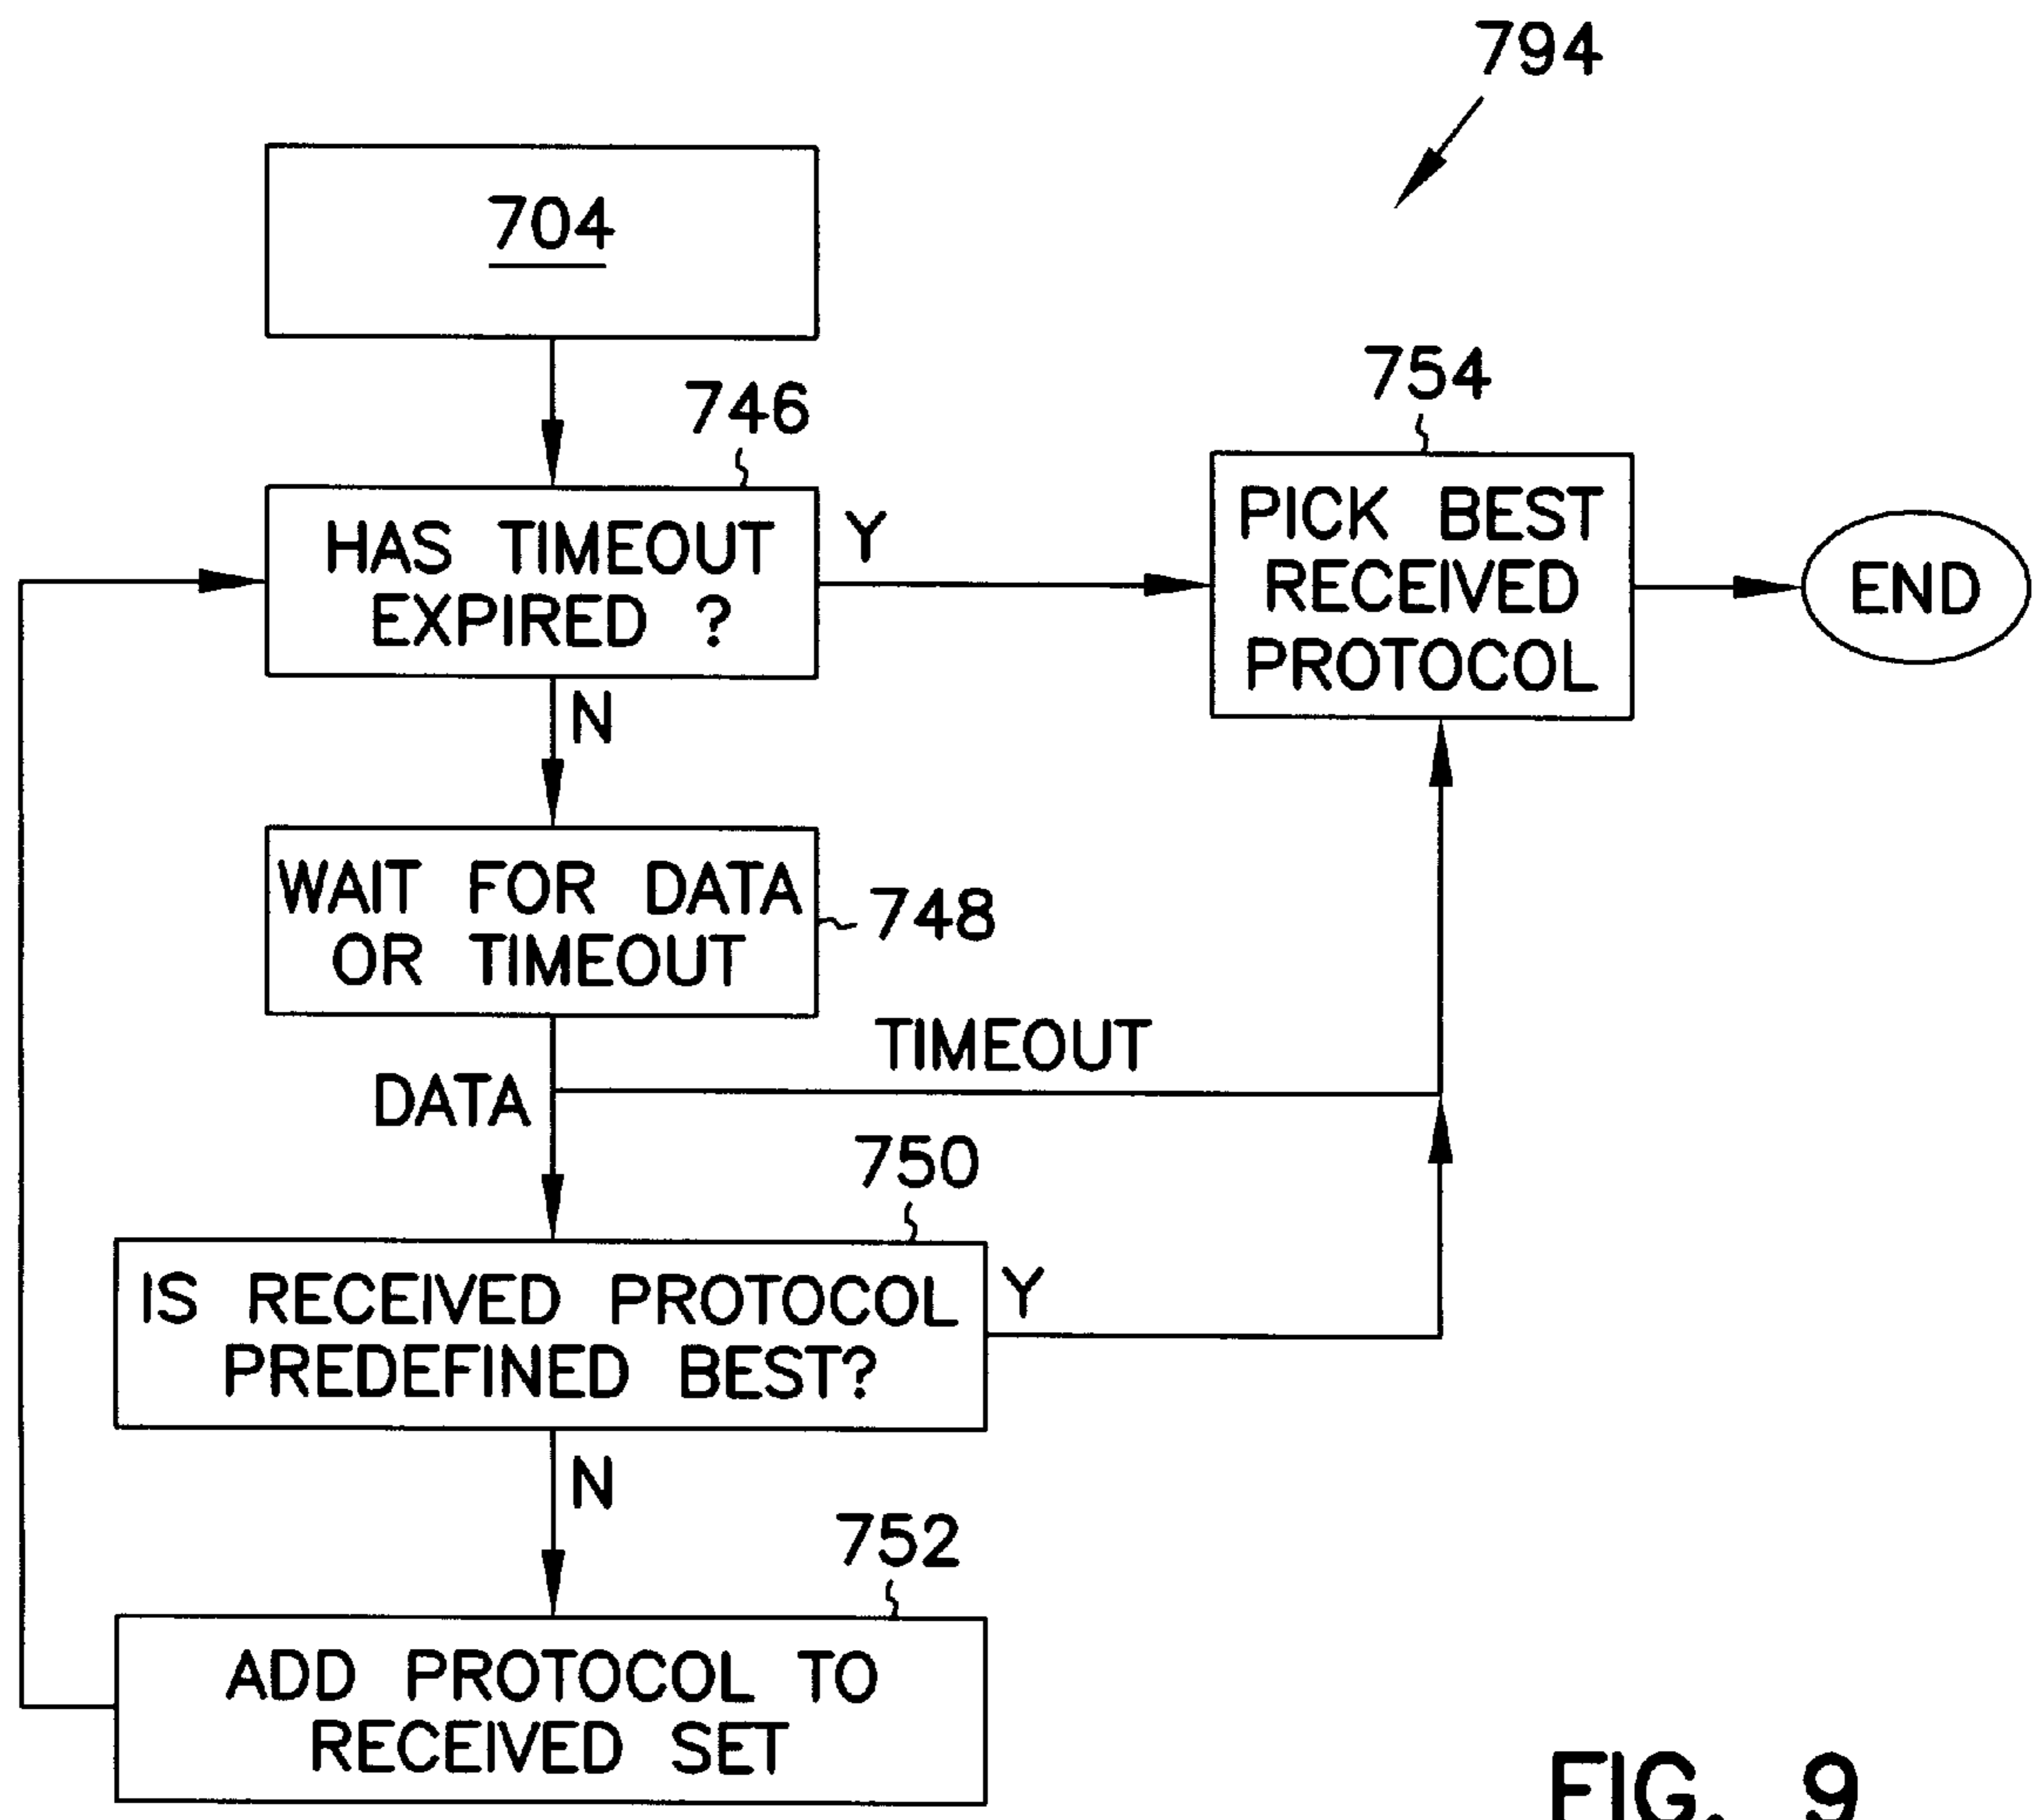 794
704
746
HAS TIMEOUT
EXPIRED ?
Y
754
PICK BEST
RECEIVED
PROTOCOL
END
N
WAIT FOR DATA
OR TIMEOUT
748
TIMEOUT
DATA
750
IS RECEIVED PROTOCOL
PREDEFINED BEST?
Y
N
752
ADD PROTOCOL TO
RECEIVED SET
FIG. 9